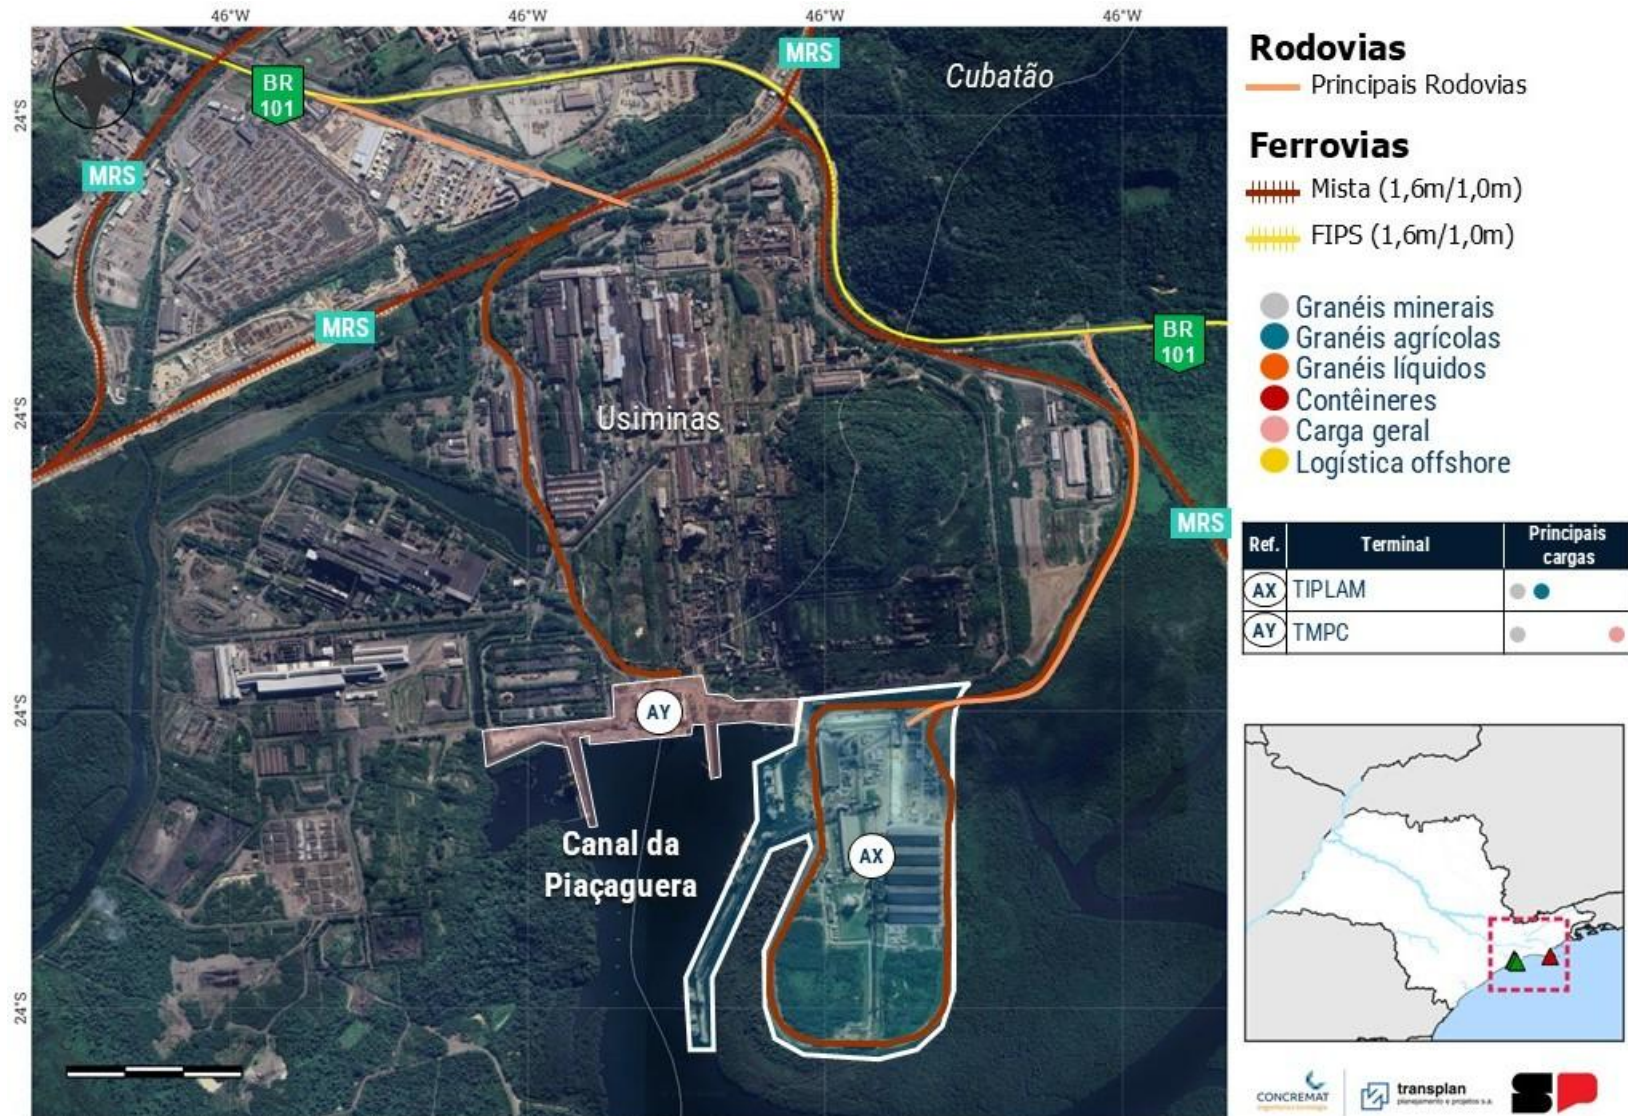 46°W 46°W 46°W 46°W
24°S
24°S
24°S
24°S
BR
101
MRS
Cubatão
MRS
MRS
BR
101
Usiminas
MRS
AY
Canal da
Piaçaguera
AX
Rodovias
Principais Rodovias
Ferrovias
Mista (1,6m/1,0m)
FIPS (1,6m/1,0m)
Granéis minerais
Granéis agrícolas
Granéis líquidos
Contêineres
Carga geral
Logística offshore
Ref. Terminal Principais
cargas
AX TIPLAM
AY TMPC
CONCREMAT
transplan
planejamento e projetos s.a.
SP